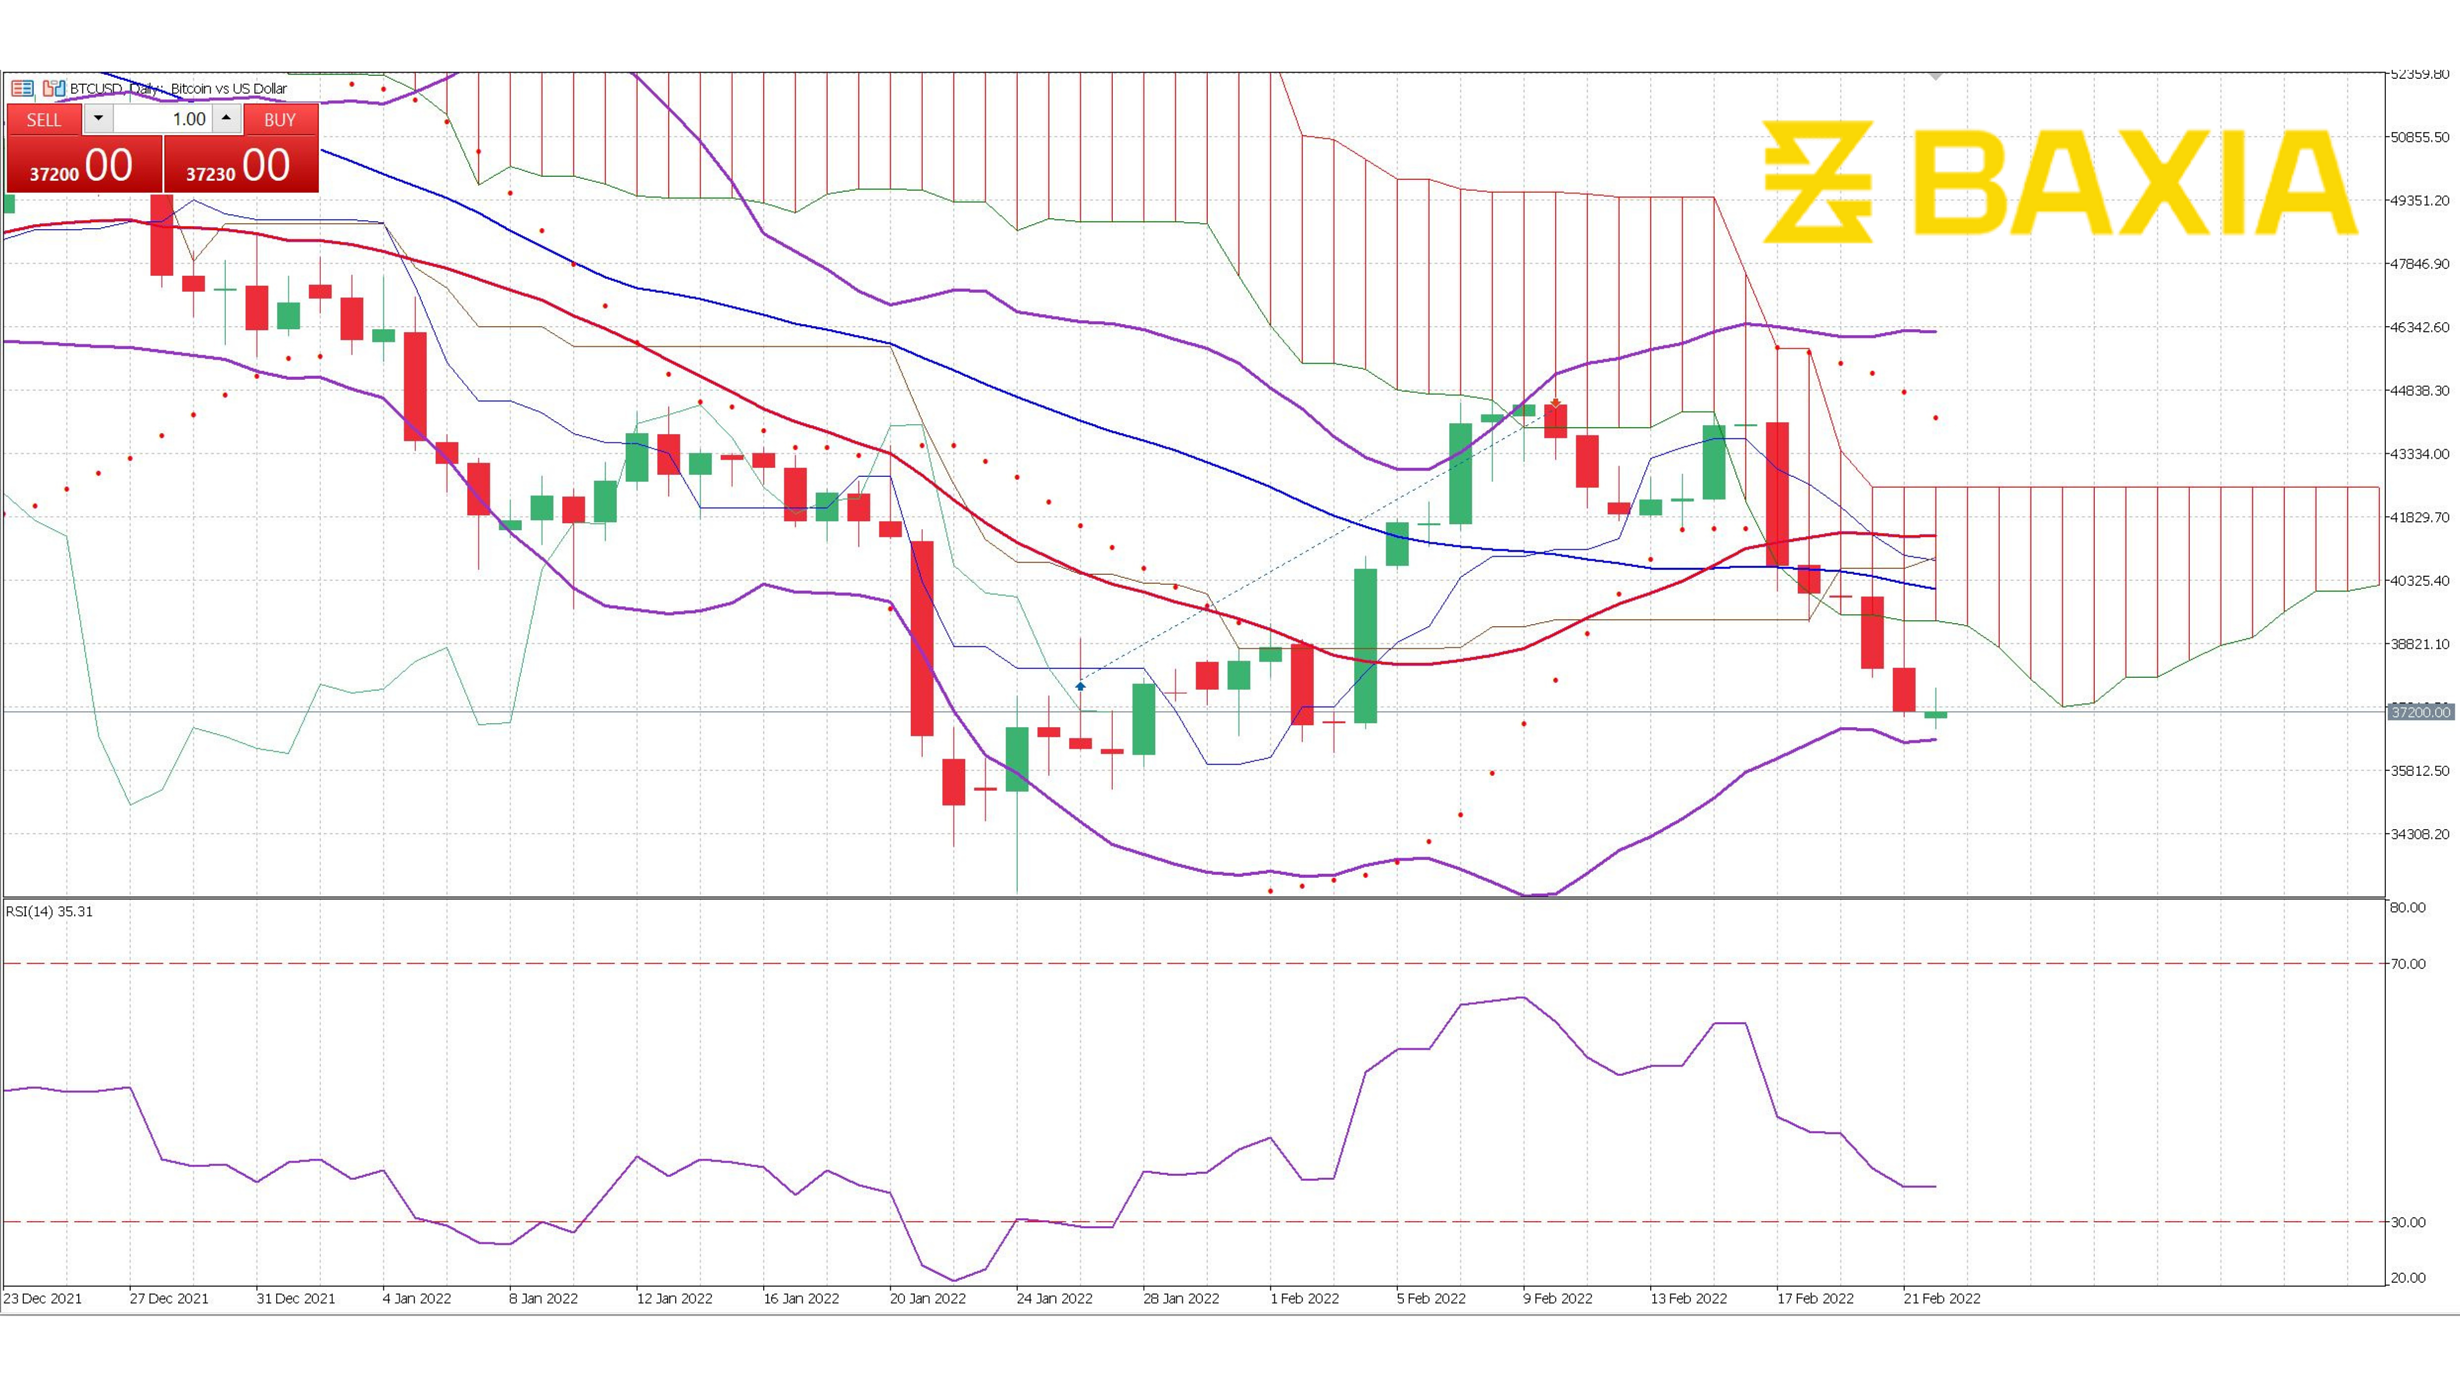 BTCUSD, Daily: Bitcoin vs US Dollar
SELL 1.00 BUY
37200 00 37230 00
BAXIA
52359.80
50855.50
49351.20
47846.90
46342.60
44838.30
43334.00
41829.70
40325.40
38821.10
37200.00
35812.50
34308.20
RSI(14) 35.31
80.00
70.00
30.00
20.00
23 Dec 2021 27 Dec 2021 31 Dec 2021 4 Jan 2022 8 Jan 2022 12 Jan 2022 16 Jan 2022 20 Jan 2022 24 Jan 2022 28 Jan 2022 1 Feb 2022 5 Feb 2022 9 Feb 2022 13 Feb 2022 17 Feb 2022 21 Feb 2022